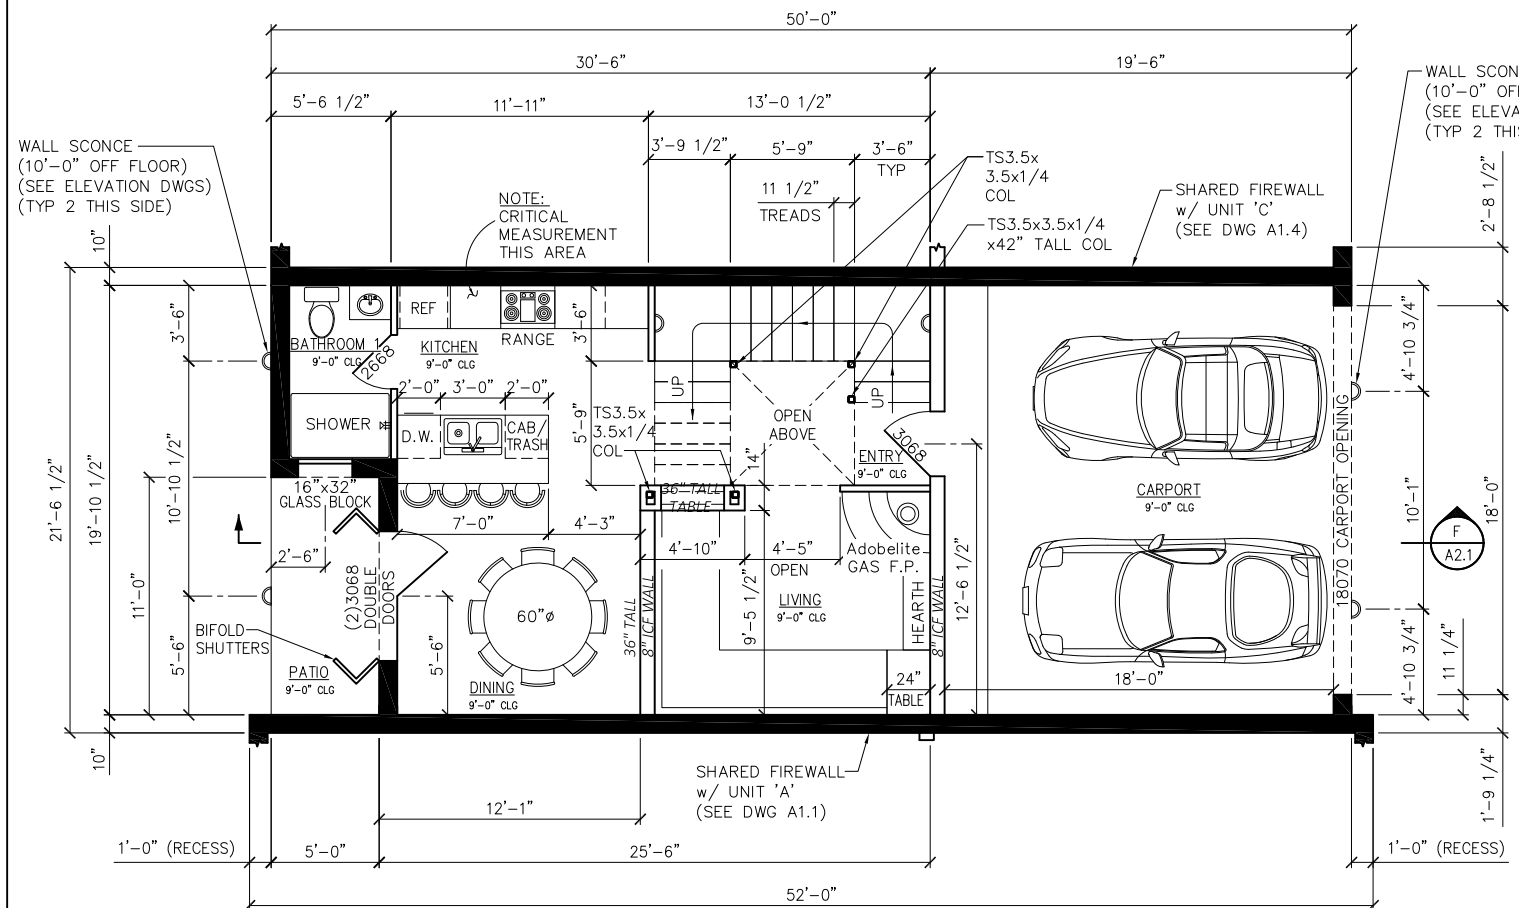 50'-0"
30'-6"
19'-6"
5'-6 1/2"
11'-11"
13'-0 1/2"
3'-9 1/2"
5'-9"
3'-6"
TYP
11 1/2"
TREADS
WALL SCONCE
(10'-0" OFF FLOOR)
(SEE ELEVATION DWGS)
(TYP 2 THIS SIDE)
NOTE:
CRITICAL
MEASUREMENT
THIS AREA
TS3.5x
3.5x1/4
COL
TS3.5x3.5x1/4
x42" TALL COL
SHARED FIREWALL
w/ UNIT 'C'
(SEE DWG A1.4)
WALL SCON
(10'-0" OF
(SEE ELEVA
(TYP 2 THIS
2'-8 1/2"
10"
21'-6 1/2"
19'-10 1/2"
10"
3'-6"
10'-10 1/2"
5'-6"
11'-0"
BATHROOM 1
9'-0" CLG
2668
SHOWER
REF
KITCHEN
9'-0" CLG
RANGE
3'-6"
5'-9"
2'-0"
3'-0"
2'-0"
D.W.
CAB/
TRASH
TS3.5x
3.5x1/4
COL
16"x32"
GLASS BLOCK
2'-6"
7'-0"
4'-3"
(2)3068
DOUBLE
DOORS
BIFOLD
SHUTTERS
PATIO
9'-0" CLG
5'-6"
60"ø
DINING
9'-0" CLG
UP
UP
OPEN
ABOVE
14"
36" TALL
TABLE
ENTRY
9'-0" CLG
3068
4'-10"
4'-5"
OPEN
Adobelite
GAS F.P.
36" TALL
8" ICF WALL
9'-5 1/2"
LIVING
9'-0" CLG
HEARTH
8" ICF WALL
12'-6 1/2"
24"
TABLE
CARPORT
9'-0" CLG
18'-0"
18070 CARPORT OPENING
4'-10 3/4"
10'-1"
4'-10 3/4"
18'-0"
11 1/4"
1'-9 1/4"
F
A2.1
SHARED FIREWALL
w/ UNIT 'A'
(SEE DWG A1.1)
12'-1"
1'-0" (RECESS)
5'-0"
25'-6"
1'-0" (RECESS)
52'-0"